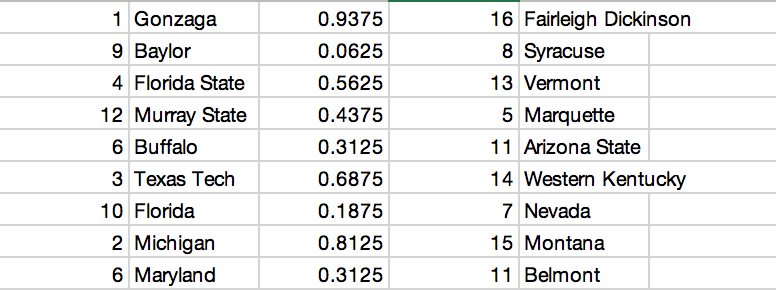 1 Gonzaga 0.9375 16 Fairleigh Dickinson
9 Baylor 0.0625 8 Syracuse
4 Florida State 0.5625 13 Vermont
12 Murray State 0.4375 5 Marquette
6 Buffalo 0.3125 11 Arizona State
3 Texas Tech 0.6875 14 Western Kentucky
10 Florida 0.1875 7 Nevada
2 Michigan 0.8125 15 Montana
6 Maryland 0.3125 11 Belmont